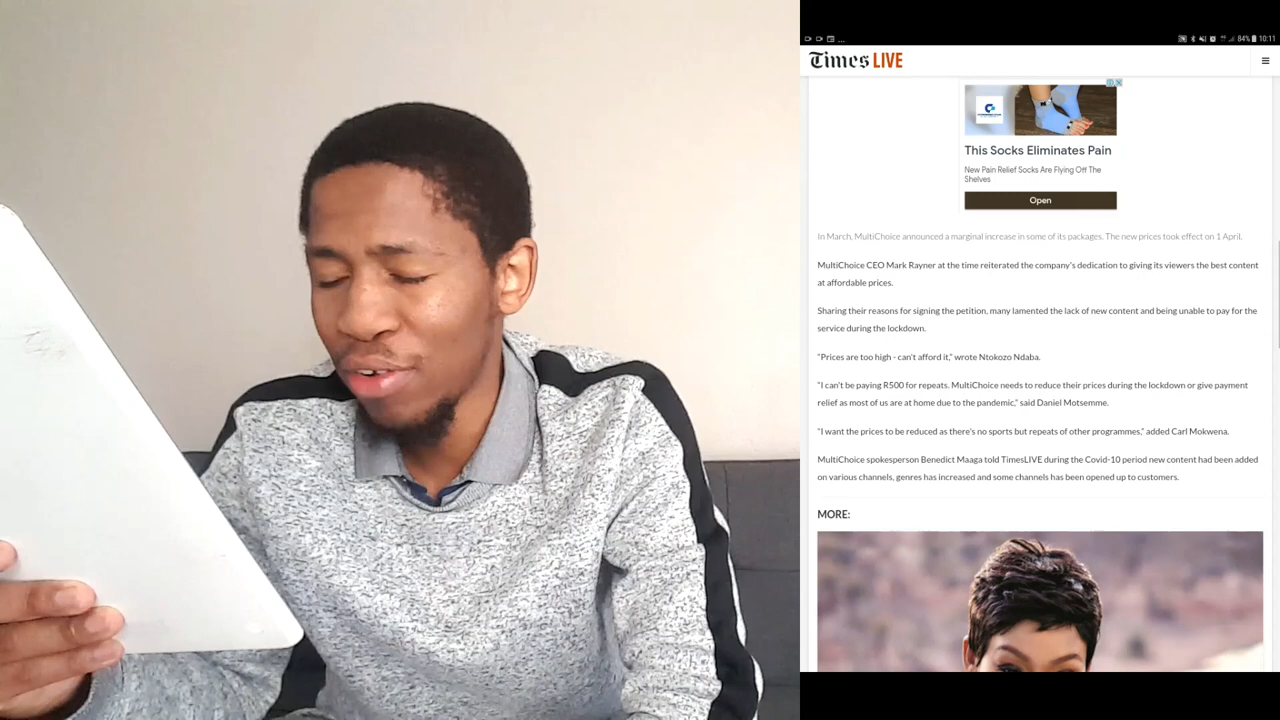 84% 10:11
Times LIVE
This Socks Eliminates Pain
New Pain Relief Socks Are Flying Off The
Shelves
Open
In March, MultiChoice announced a marginal increase in some of its packages. The new prices took effect on 1 April.
MultiChoice CEO Mark Rayner at the time reiterated the company's dedication to giving its viewers the best content
at affordable prices.
Sharing their reasons for signing the petition, many lamented the lack of new content and being unable to pay for the
service during the lockdown.
"Prices are too high - can't afford it," wrote Ntokozo Ndaba.
"I can't be paying R500 for repeats. MultiChoice needs to reduce their prices during the lockdown or give payment
relief as most of us are at home due to the pandemic," said Daniel Motsemme.
"I want the prices to be reduced as there's no sports but repeats of other programmes," added Carl Mokwena.
MultiChoice spokesperson Benedict Maaga told TimesLIVE during the Covid-10 period new content had been added
on various channels, genres has increased and some channels has been opened up to customers.
MORE: